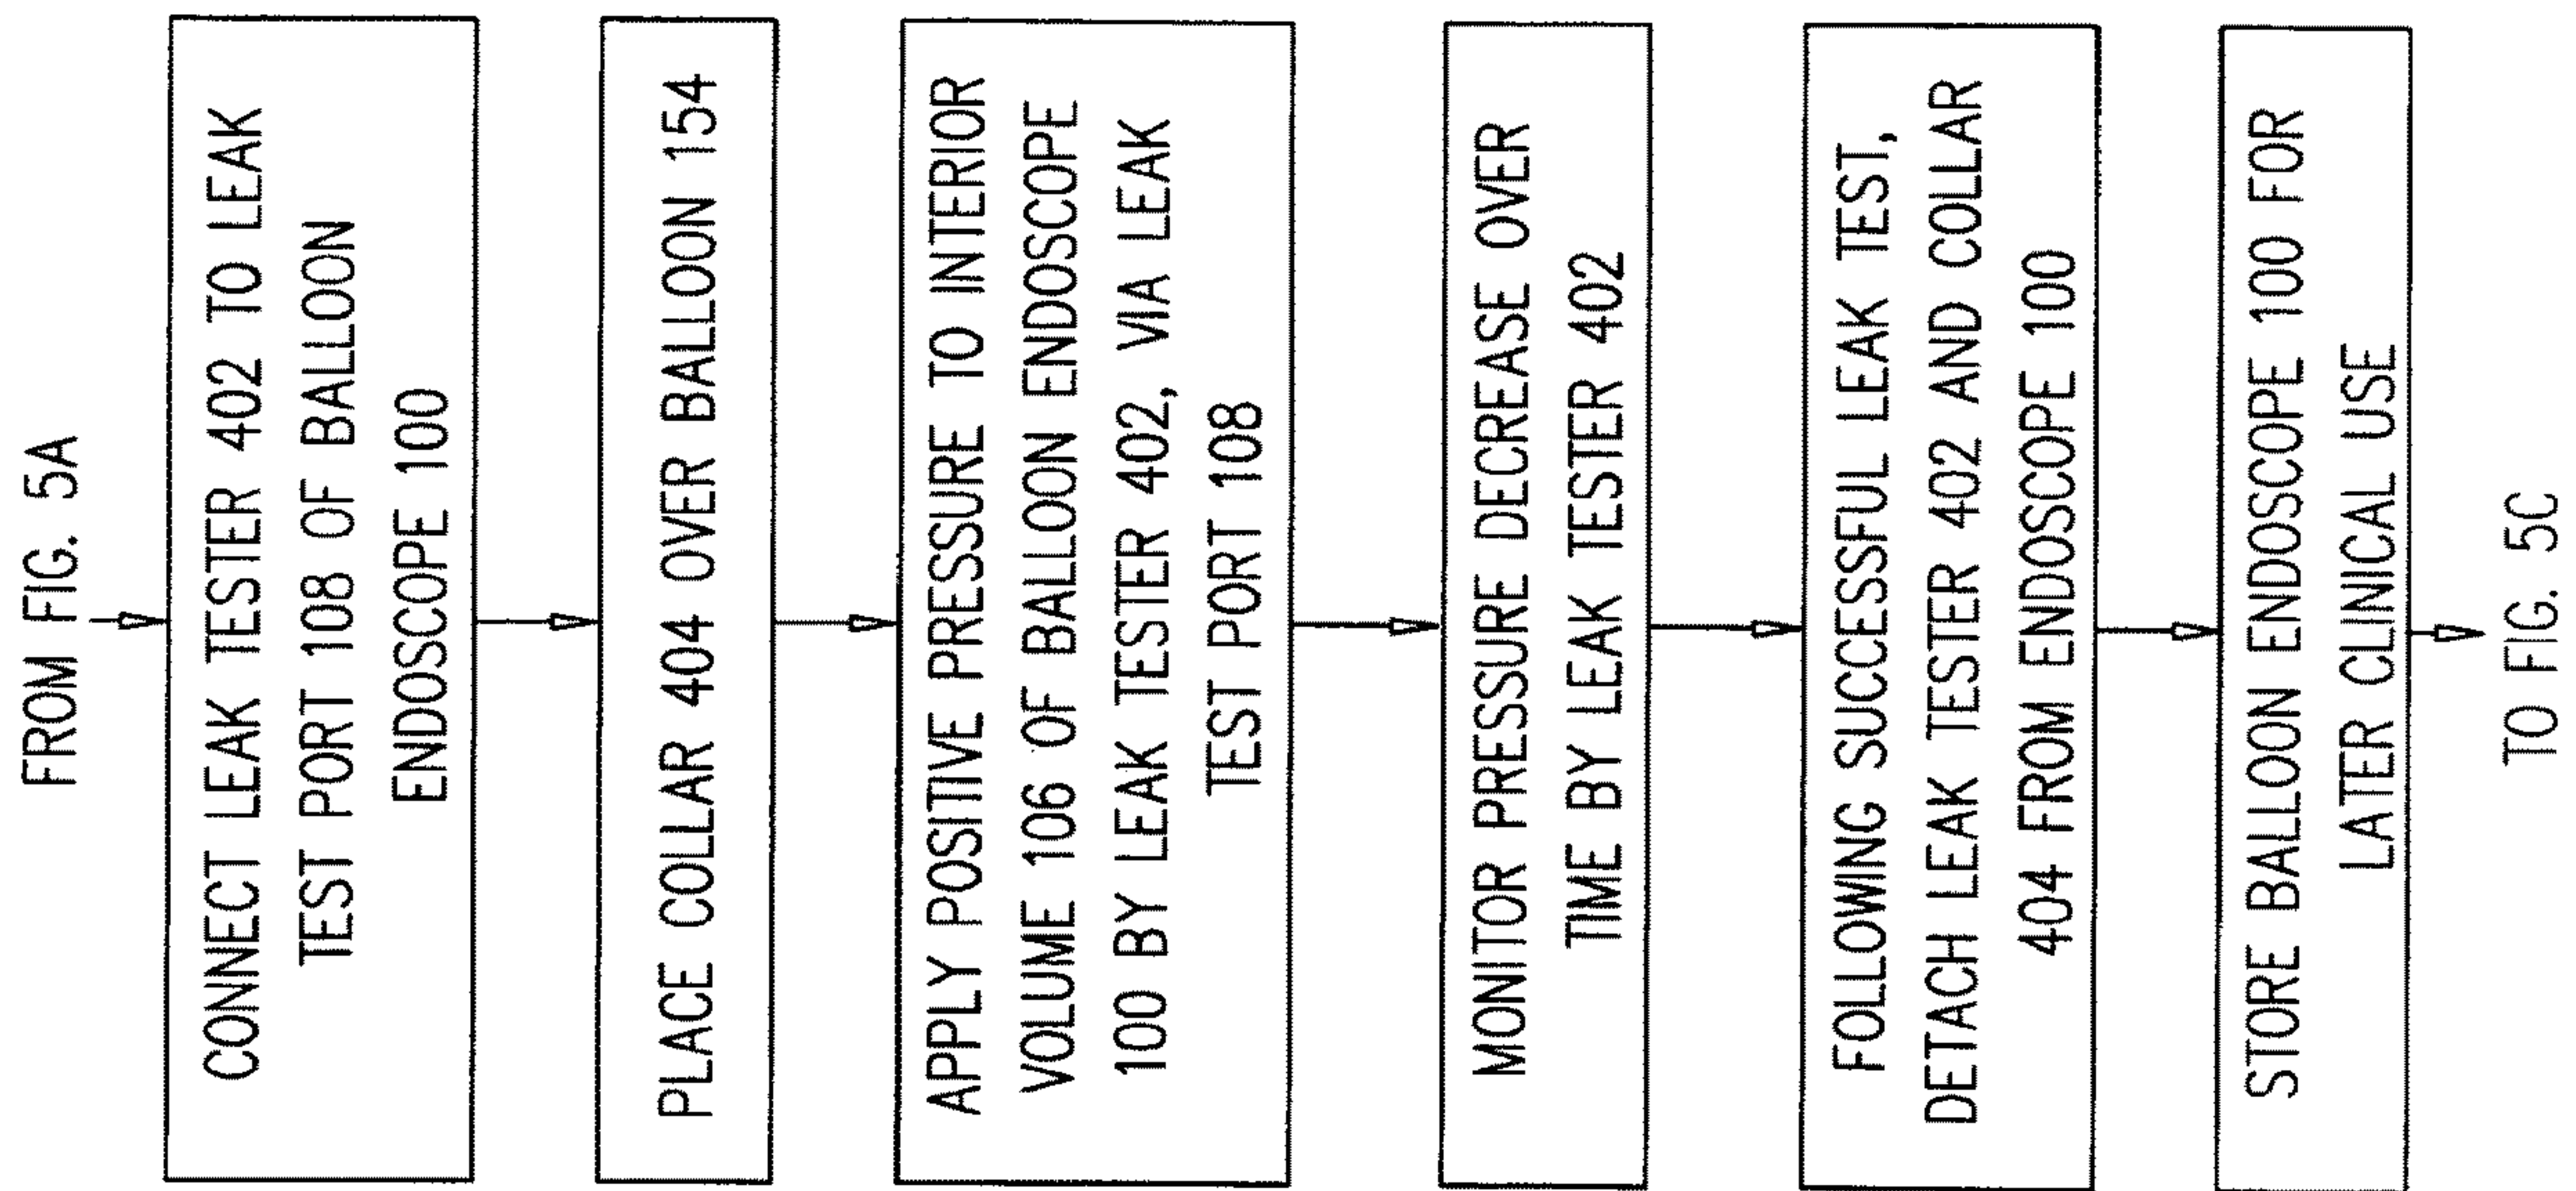 FROM FIG. 5A
CONNECT LEAK TESTER 402 TO LEAK
TEST PORT 108 OF BALLOON
ENDOSCOPE 100
PLACE COLLAR 404 OVER BALLOON 154
APPLY POSITIVE PRESSURE TO INTERIOR
VOLUME 106 OF BALLOON ENDOSCOPE
100 BY LEAK TESTER 402, VIA LEAK
TEST PORT 108
MONITOR PRESSURE DECREASE OVER
TIME BY LEAK TESTER 402
FOLLOWING SUCCESSFUL LEAK TEST,
DETACH LEAK TESTER 402 AND COLLAR
404 FROM ENDOSCOPE 100
STORE BALLOON ENDOSCOPE 100 FOR
LATER CLINICAL USE
TO FIG. 5C